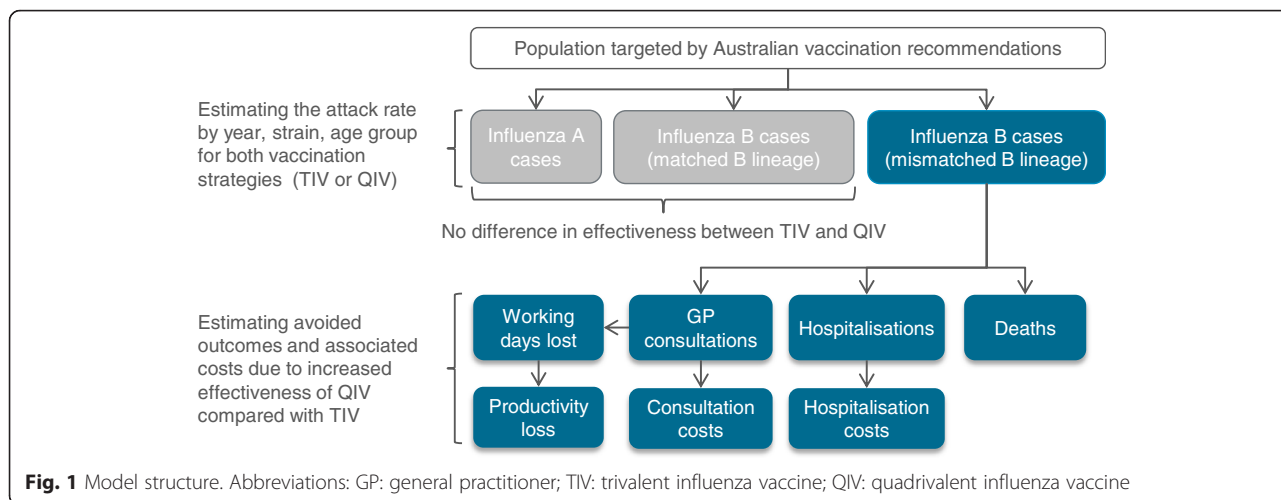 Population targeted by Australian vaccination recommendations
Estimating the attack rate
by year, strain, age group
for both vaccination
strategies (TIV or QIV)
Influenza A
cases
Influenza B cases
(matched B lineage)
Influenza B cases
(mismatched B lineage)
No difference in effectiveness between TIV and QIV
Estimating avoided
outcomes and associated
costs due to increased
effectiveness of QIV
compared with TIV
Working
days lost
GP
consultations
Hospitalisations
Deaths
Productivity
loss
Consultation
costs
Hospitalisation
costs
Fig. 1 Model structure. Abbreviations: GP: general practitioner; TIV: trivalent influenza vaccine; QIV: quadrivalent influenza vaccine